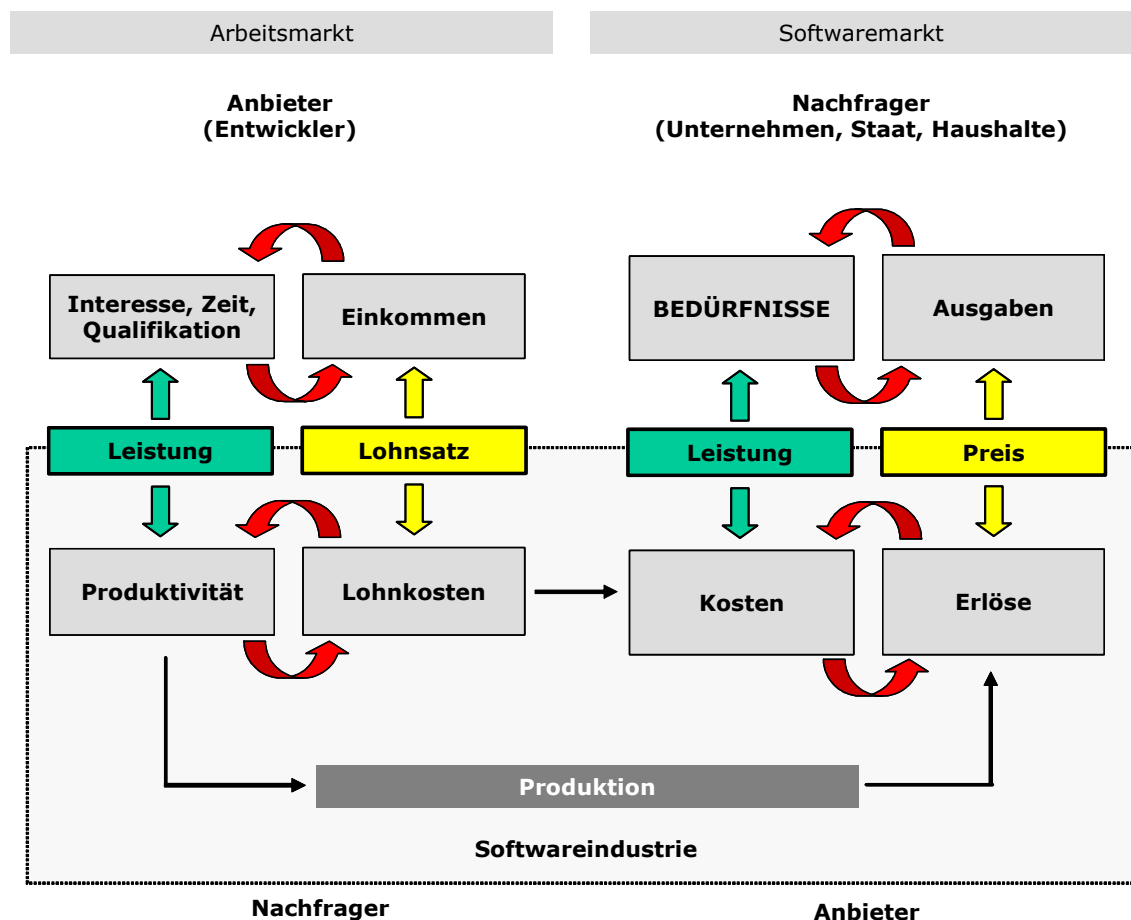 Arbeitsmarkt
Softwaremarkt
Anbieter
(Entwickler)
Nachfrager
(Unternehmen, Staat, Haushalte)
Interesse, Zeit,
Qualifikation
Einkommen
BEDÜRFNISSE
Ausgaben
Leistung
Lohnsatz
Leistung
Preis
Produktivität
Lohnkosten
Kosten
Erlöse
Produktion
Softwareindustrie
Nachfrager
Anbieter